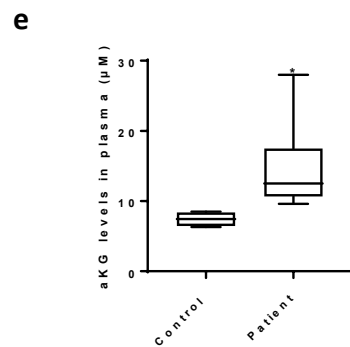 e
aKG levels in plasma (µM)
30
20
10
0
*
Control
Patient